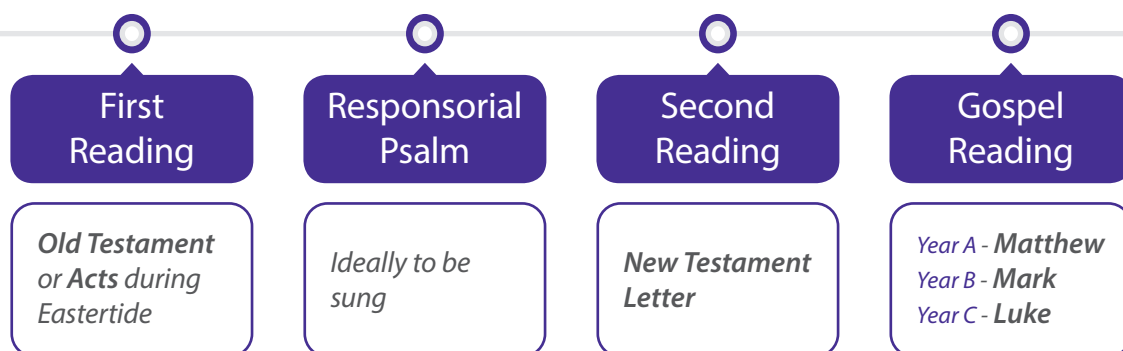 First
Reading
Responsorial
Psalm
Second
Reading
Gospel
Reading
Old Testament
or Acts during
Eastertide
Ideally to be
sung
New Testament
Letter
Year A - Matthew
Year B - Mark
Year C - Luke